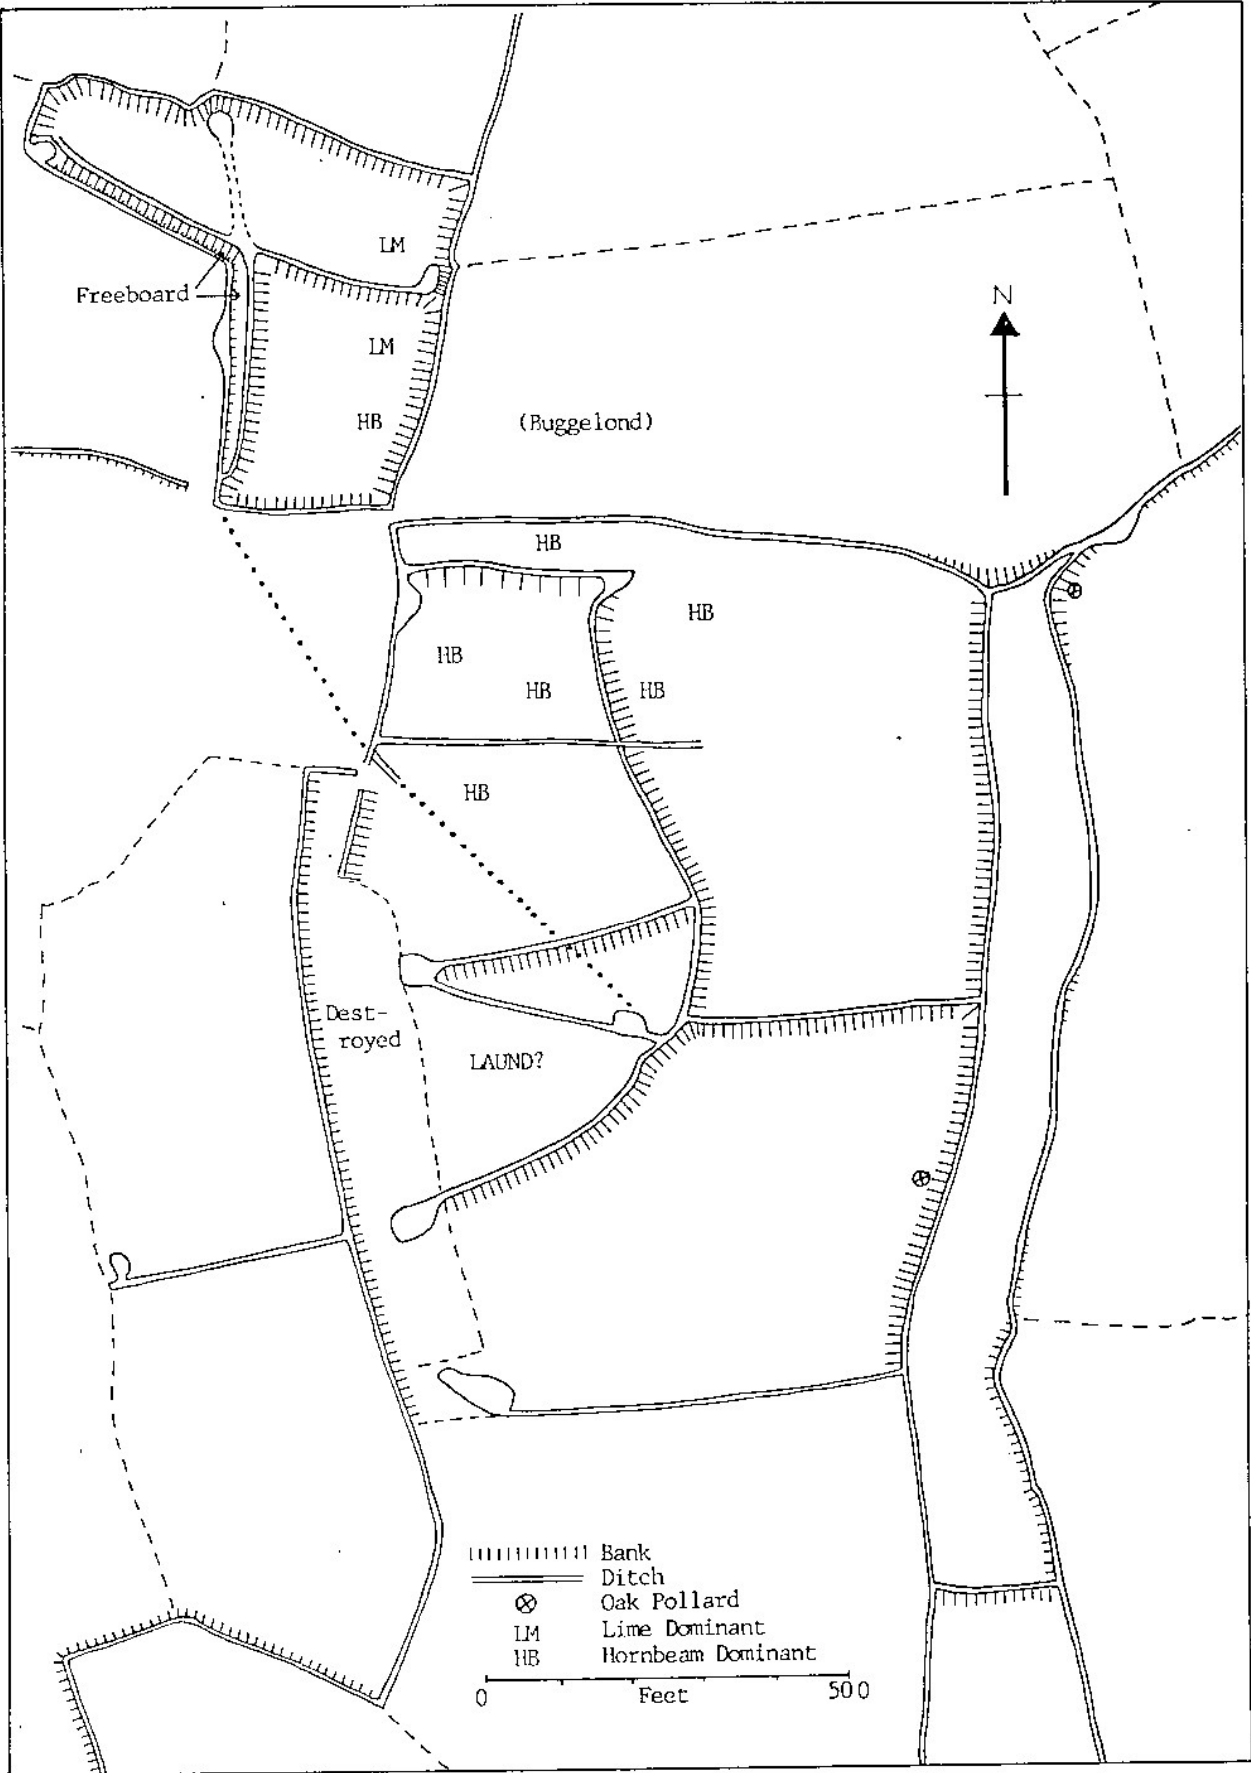 LM
Freeboard
N
LM
HB
(Buggelond)
HB
HB
HB
HB
HB
HB
Dest-
royed
LAUND?
Bank
Ditch
Oak Pollard
LM Lime Dominant
HB Hornbeam Dominant
0 Feet 500